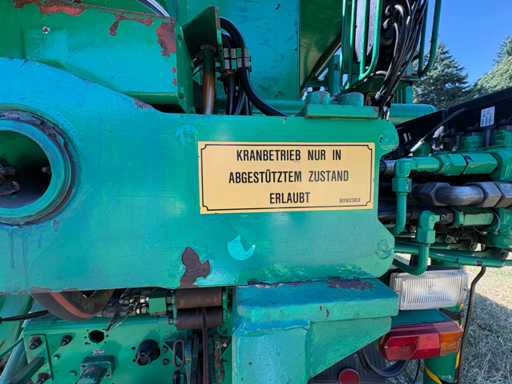 KRANBETRIEB NUR IN
ABGESTÜTZTEM ZUSTAND
ERLAUBT